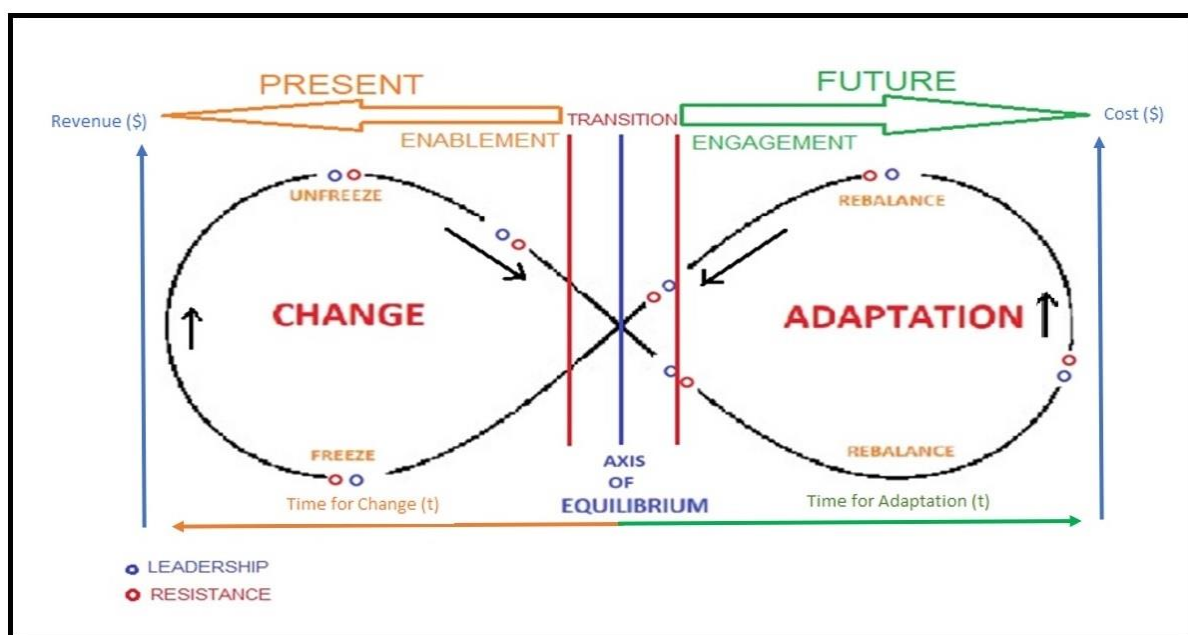 PRESENT
FUTURE
Revenue ($)
TRANSITION
Cost ($)
ENABLEMENT
ENGAGEMENT
UNFREEZE
REBALANCE
CHANGE
ADAPTATION
FREEZE
REBALANCE
AXIS
OF
EQUILIBRIUM
Time for Change (t)
Time for Adaptation (t)
LEADERSHIP
RESISTANCE